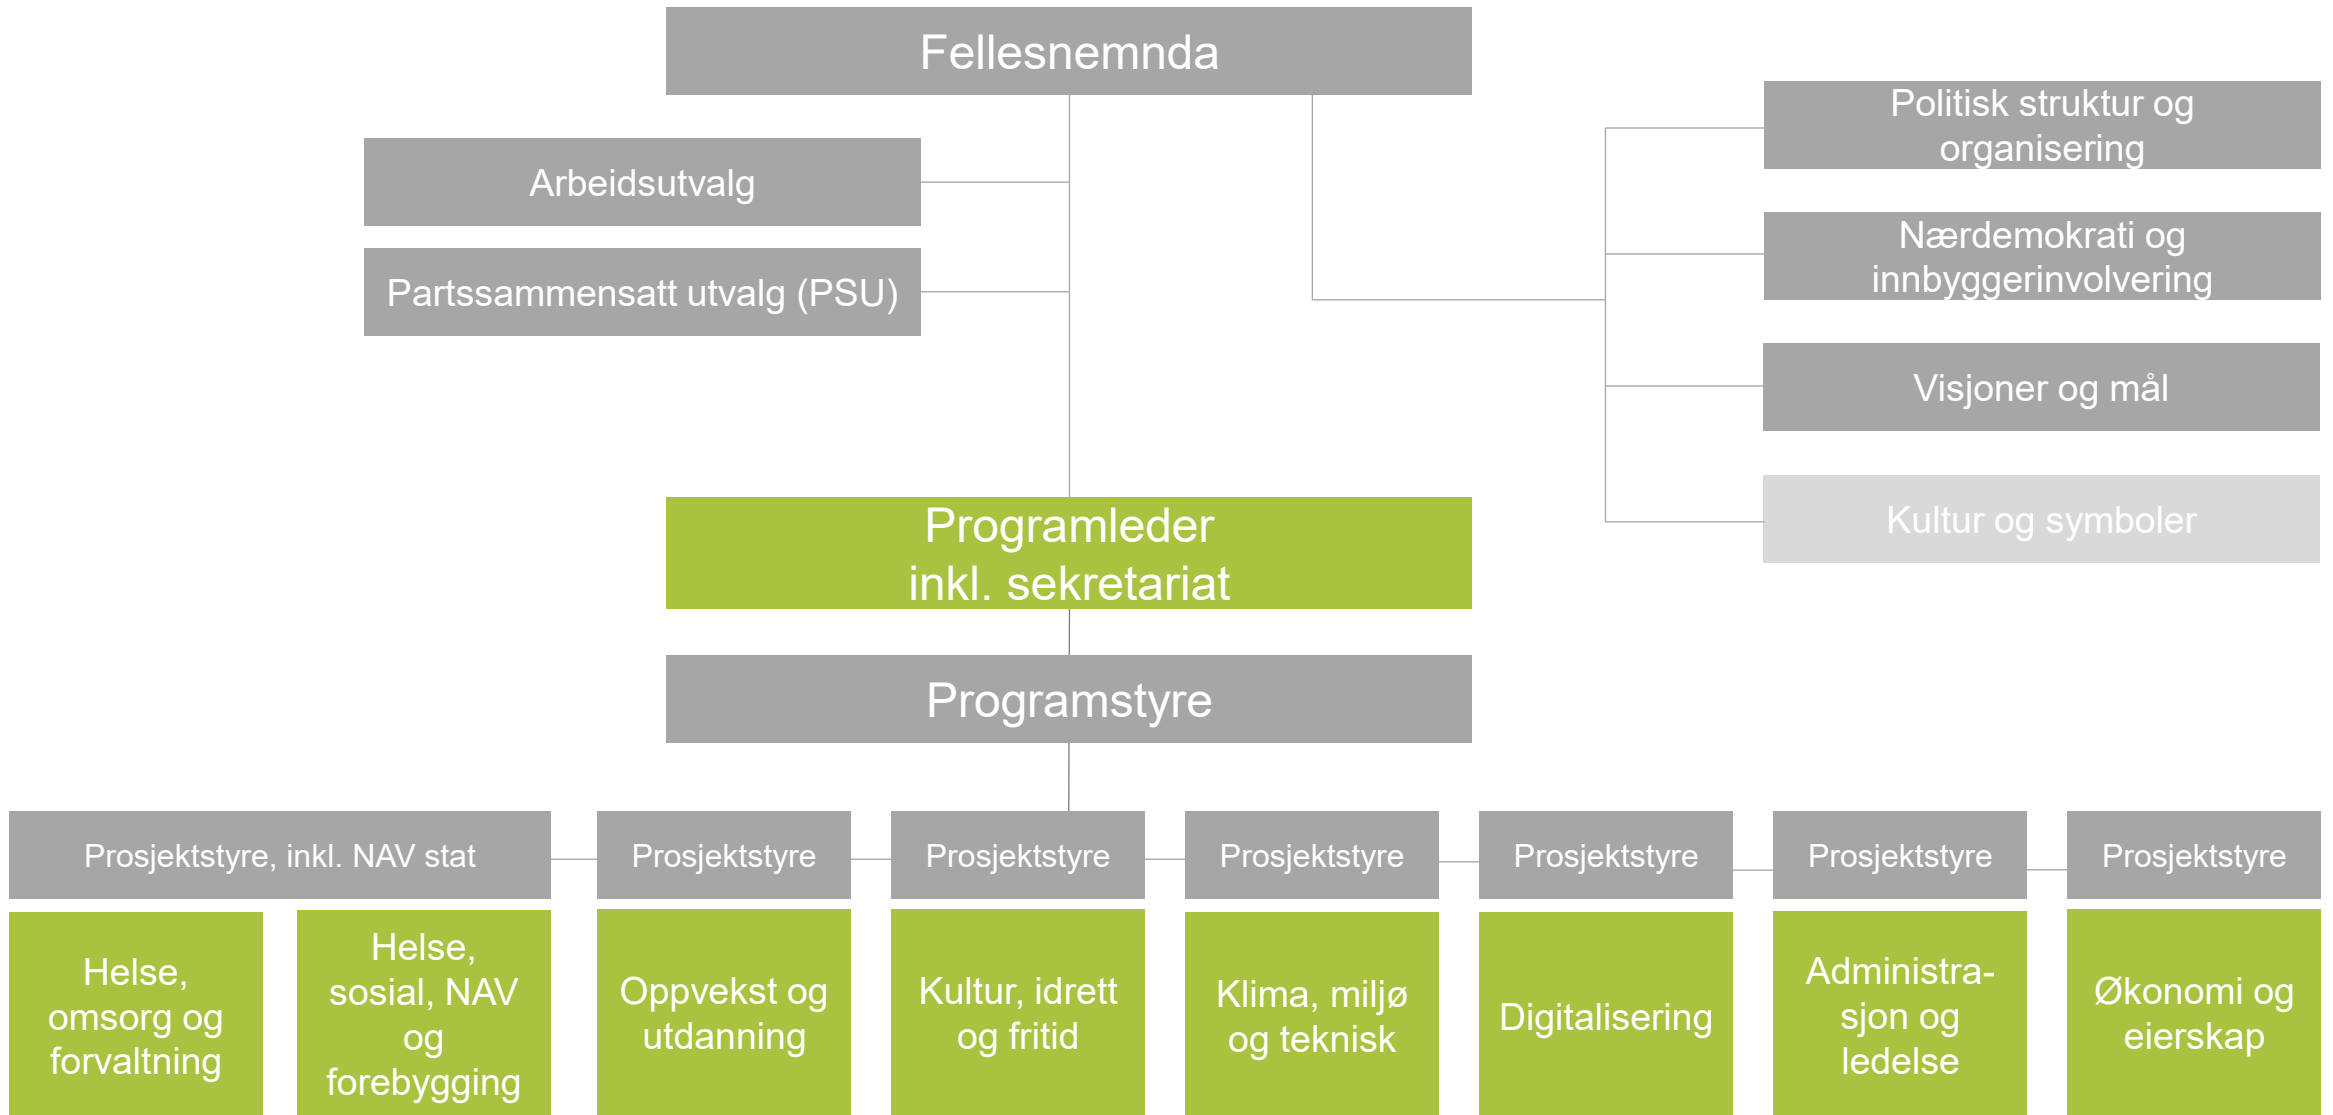 Fellesnemnda
Arbeidsutvalg
Partssammensatt utvalg (PSU)
Politisk struktur og
organisering
Nærdemokrati og
innbyggerinvolvering
Visjoner og mål
Kultur og symboler
Programleder
inkl. sekretariat
Programstyre
Prosjektstyre, inkl. NAV stat
Prosjektstyre
Prosjektstyre
Prosjektstyre
Prosjektstyre
Prosjektstyre
Prosjektstyre
Helse,
omsorg og
forvaltning
Helse,
sosial, NAV
og
forebygging
Oppvekst og
utdanning
Kultur, idrett
og fritid
Klima, miljø
og teknisk
Digitalisering
Administra-
sjon og
ledelse
Økonomi og
eierskap